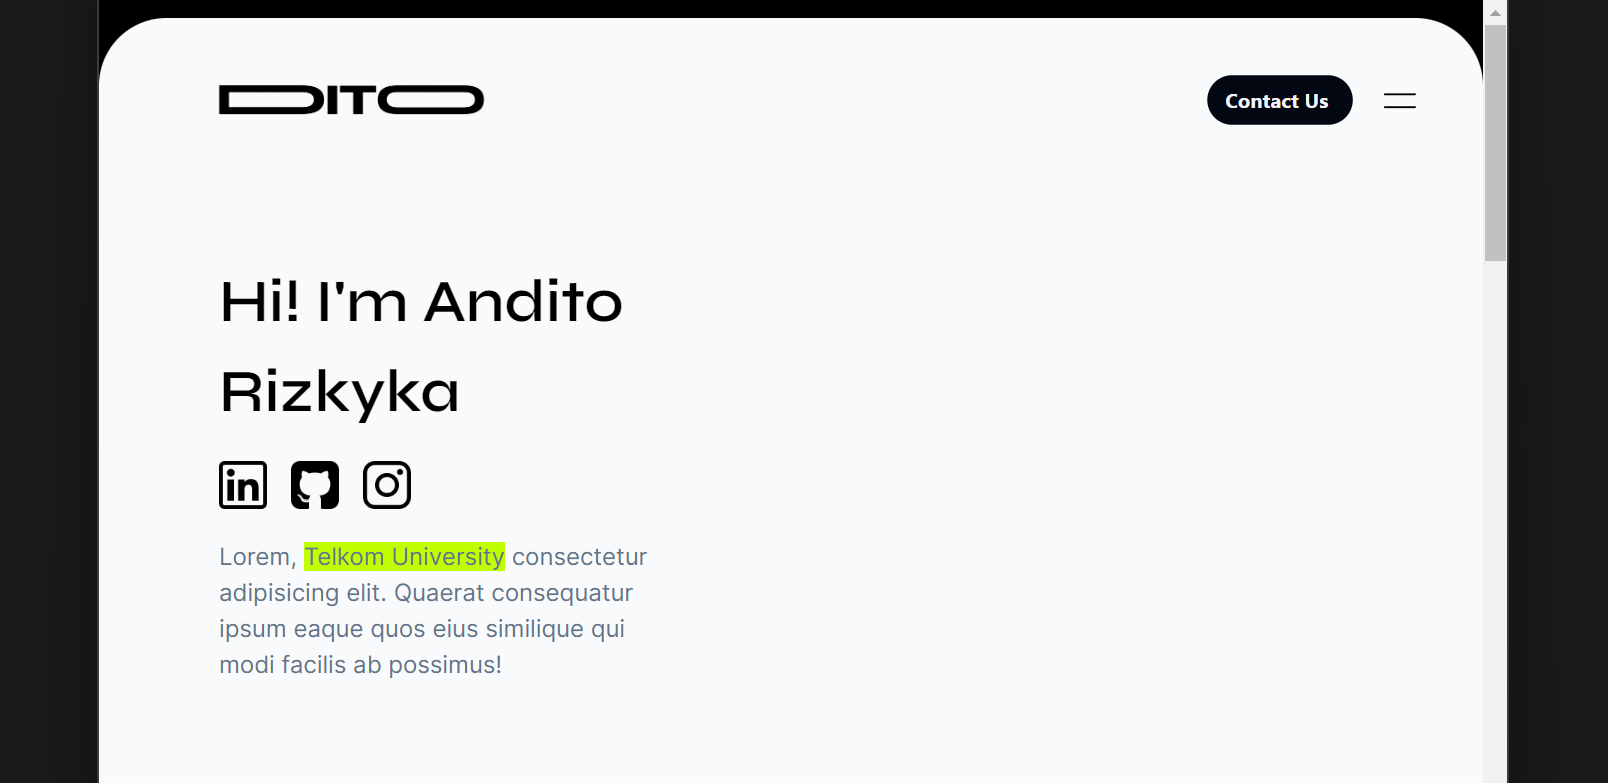 DITO
Contact Us
Hi! I'm Andito
Rizkyka
in
Lorem, Telkom University consectetur
adipisicing elit. Quaerat consequatur
ipsum eaque quos eius similique qui
modi facilis ab possimus!